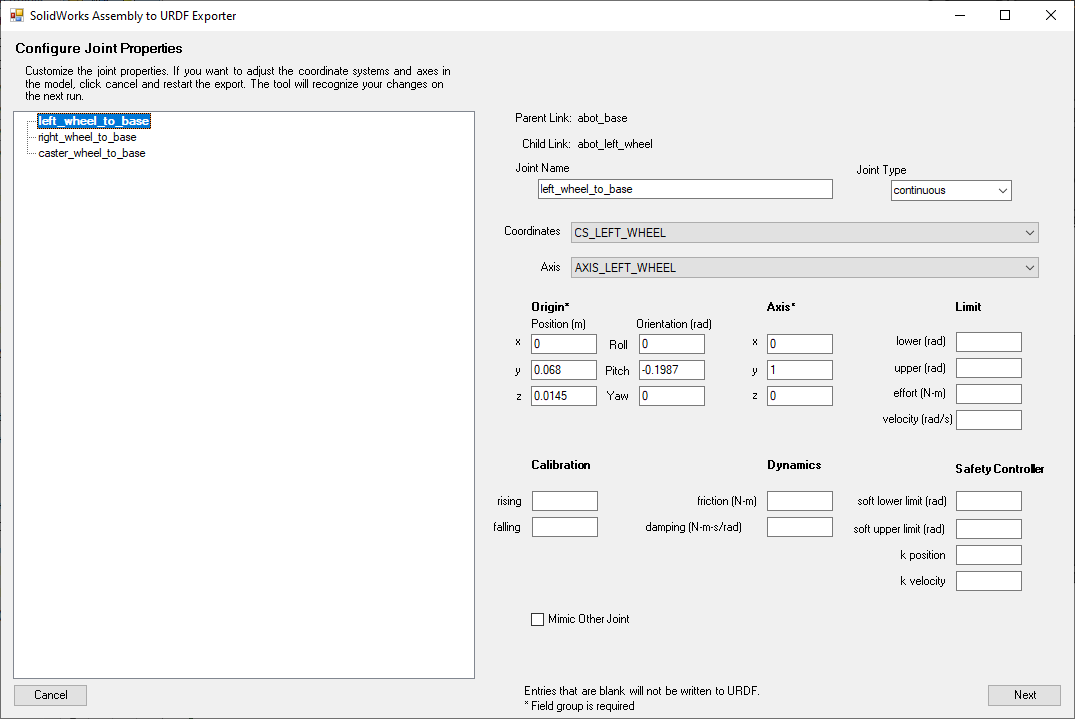 SolidWorks Assembly to URDF Exporter
Configure Joint Properties
Customize the joint properties. If you want to adjust the coordinate systems and axes in
the model, click cancel and restart the export. The tool will recognize your changes on
the next run.
left_wheel_to_base
right_wheel_to_base
caster_wheel_to_base
Parent Link: abot_base
Child Link: abot_left_wheel
Joint Name
Joint Type
left_wheel_to_base
continuous
Coordinates CS_LEFT_WHEEL
Axis AXIS_LEFT_WHEEL
Origin* Axis* Limit
Position (m) Orientation (rad)
x 0 Roll 0 x 0 lower (rad)
y 0.068 Pitch -0.1987 y 1 upper (rad)
z 0.0145 Yaw 0 z 0 effort (N-m)
velocity (rad/s)
Calibration Dynamics Safety Controller
rising friction (N-m) soft lower limit (rad)
falling damping (N-m-s/rad) soft upper limit (rad)
k position
k velocity
Mimic Other Joint
Cancel
Entries that are blank will not be written to URDF.
* Field group is required
Next